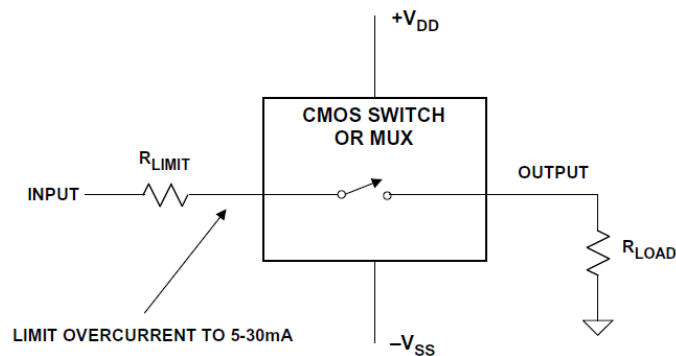 +VDD
CMOS SWITCH
OR MUX
RLIMIT
INPUT
OUTPUT
RLOAD
LIMIT OVERCURRENT TO 5-30mA
–VSS